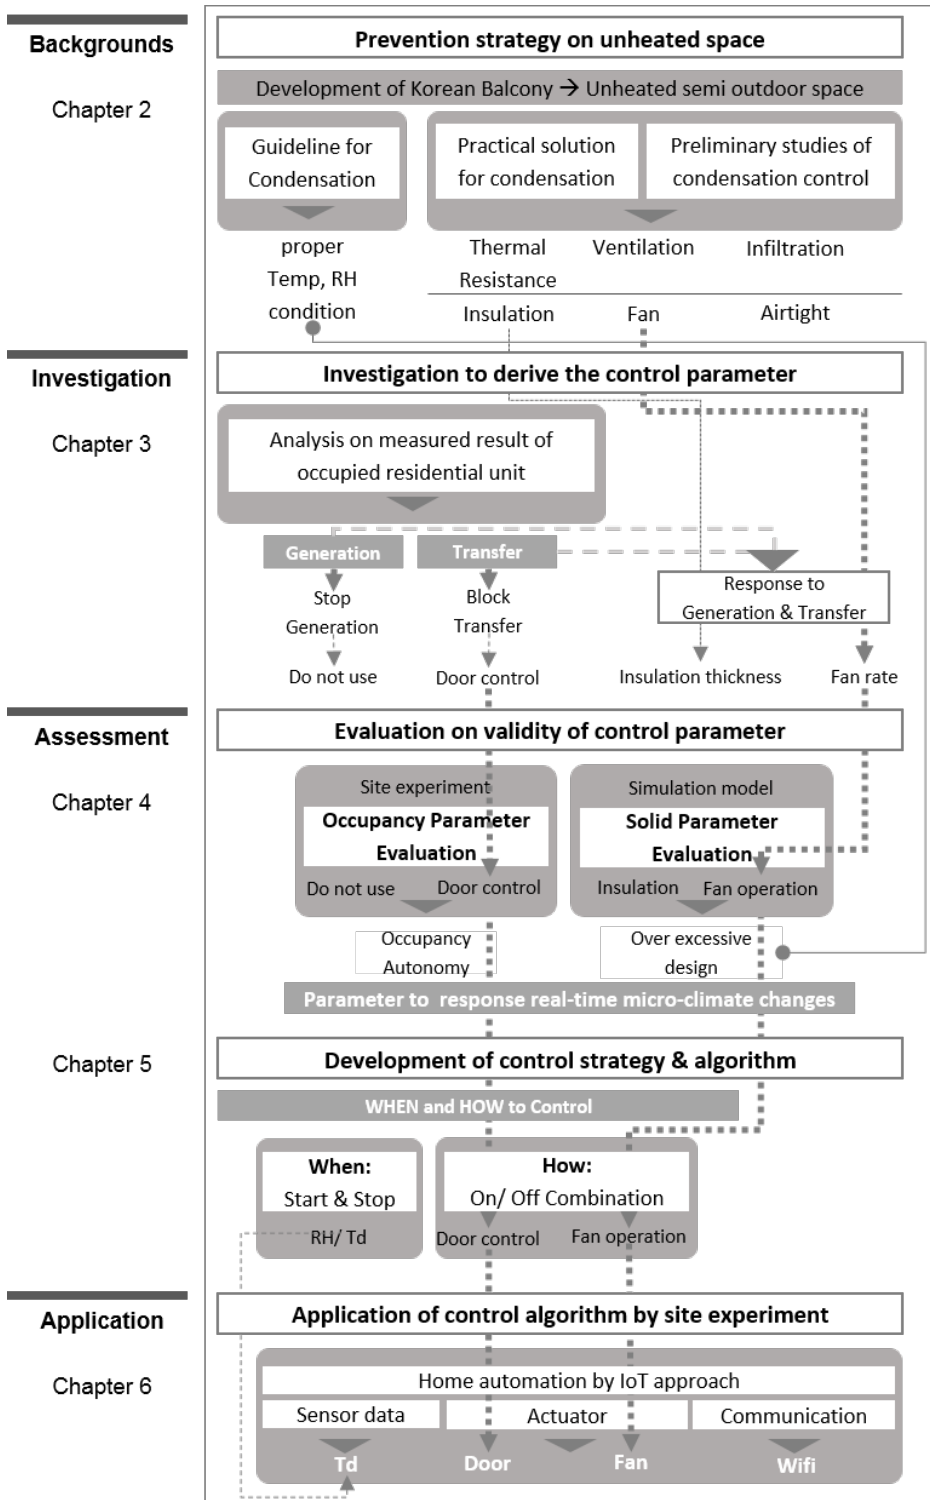 Backgrounds
Chapter 2
Prevention strategy on unheated space
Development of Korean Balcony → Unheated semi outdoor space
Guideline for
Condensation
Practical solution
for condensation
Preliminary studies of
condensation control
proper
Temp, RH
condition
Thermal
Resistance
Ventilation
Infiltration
Insulation
Fan
Airtight
Investigation
Chapter 3
Investigation to derive the control parameter
Analysis on measured result of
occupied residential unit
Generation
Transfer
Stop
Generation
Block
Transfer
Response to
Generation & Transfer
Do not use
Door control
Insulation thickness
Fan rate
Assessment
Chapter 4
Evaluation on validity of control parameter
Site experiment
Occupancy Parameter
Evaluation
Do not use
Door control
Simulation model
Solid Parameter
Evaluation
Insulation
Fan operation
Occupancy
Autonomy
Over excessive
design
Parameter to response real-time micro-climate changes
Chapter 5
Development of control strategy & algorithm
WHEN and HOW to Control
When:
Start & Stop
RH/ Td
How:
On/ Off Combination
Door control
Fan operation
Application
Chapter 6
Application of control algorithm by site experiment
Home automation by IoT approach
Sensor data
Actuator
Communication
Td
Door
Fan
Wifi